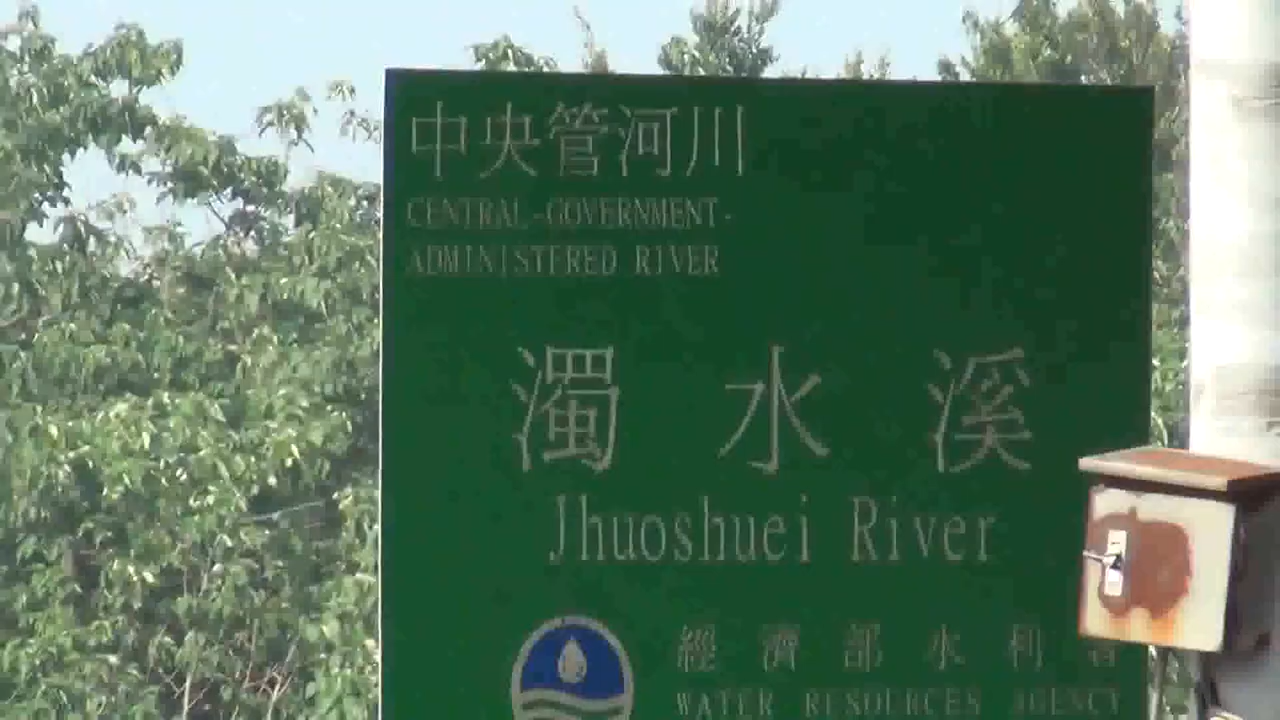 中央管河川
CENTRAL-GOVERNMENT-
ADMINISTERED RIVER
濁水溪
Jhuoshuei River
經濟部水利署
WATER RESOURCES AGENCY